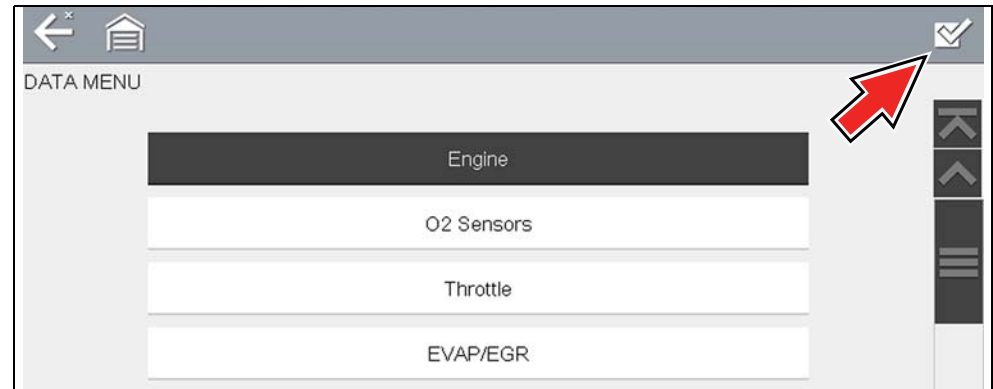 DATA MENU
Engine
O2 Sensors
Throttle
EVAP/EGR